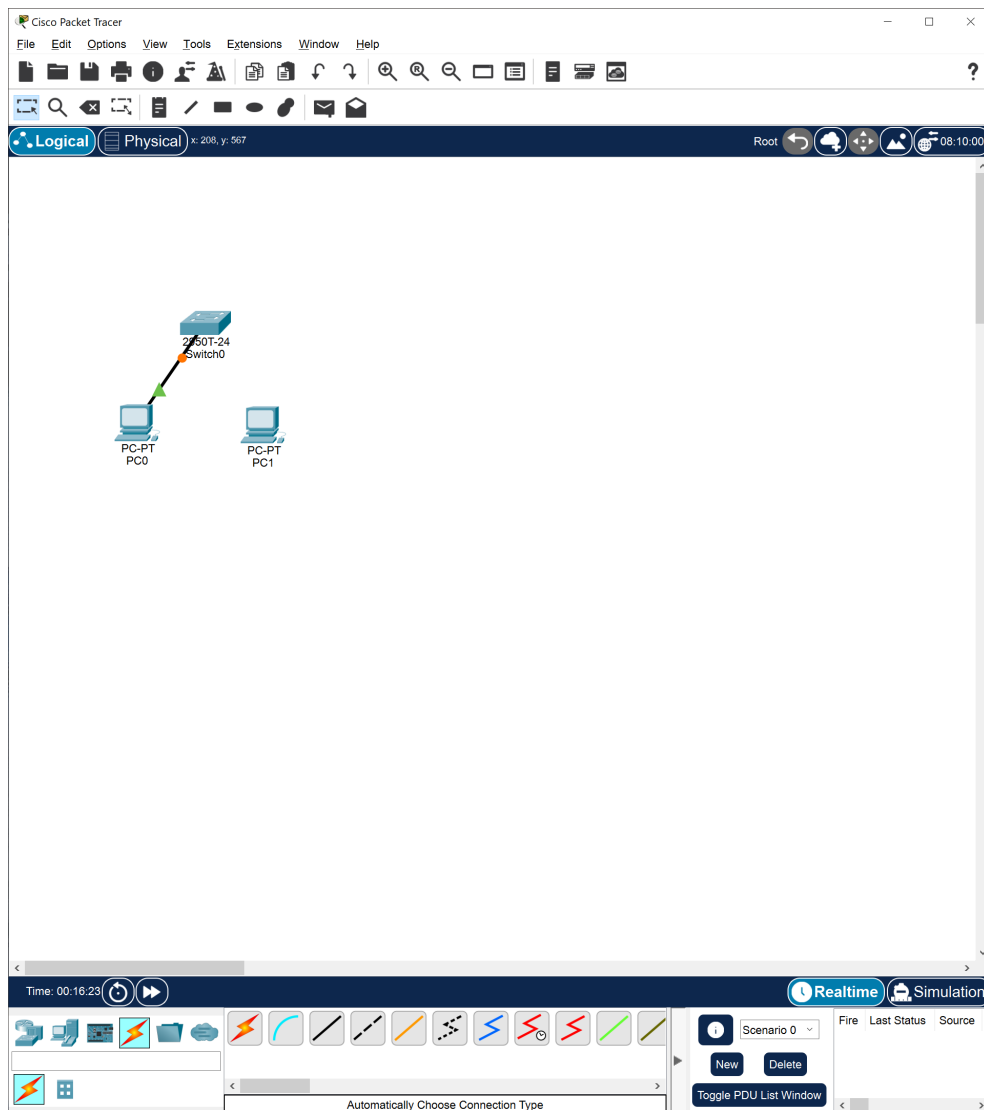 Cisco Packet Tracer
File Edit Options View Tools Extensions Window Help
?
Logical Physical x: 208, y: 567 Root 08:10:00
2950T-24
Switch0
PC-PT
PC0
PC-PT
PC1
Time: 00:16:23 Realtime Simulation
Scenario 0
Fire Last Status Source
New Delete
Toggle PDU List Window
Automatically Choose Connection Type